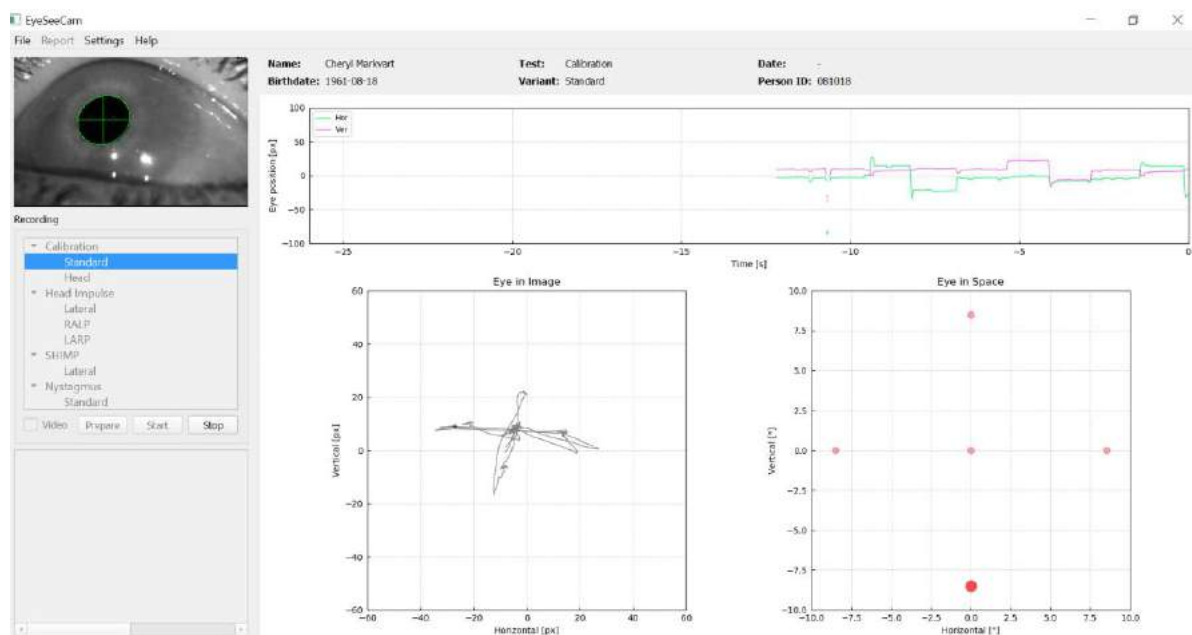 EyeSeeCam
File Report Settings Help
Name: Cheryl Markvart Test: Calibration Date: -
Birthdate: 1961-08-18 Variant: Standard Person ID: 081018
Hor
Ver
100
50
0
−50
−100
Eye position [px]
−25 −20 −15 −10 −5 0
Time [s]
Recording
Calibration
Standard
Head
Head Impulse
Lateral
RALP
LARP
SHIMP
Lateral
Nystagmus
Standard
Video Prepare Start Stop
Eye in Image
60
40
20
0
−20
−40
−60
Vertical [px]
−60 −40 −20 0 20 40 60
Horizontal [px]
Eye in Space
10.0
7.5
5.0
2.5
0.0
−2.5
−5.0
−7.5
−10.0
Vertical [°]
−10.0 −7.5 −5.0 −2.5 0.0 2.5 5.0 7.5 10.0
Horizontal [°]